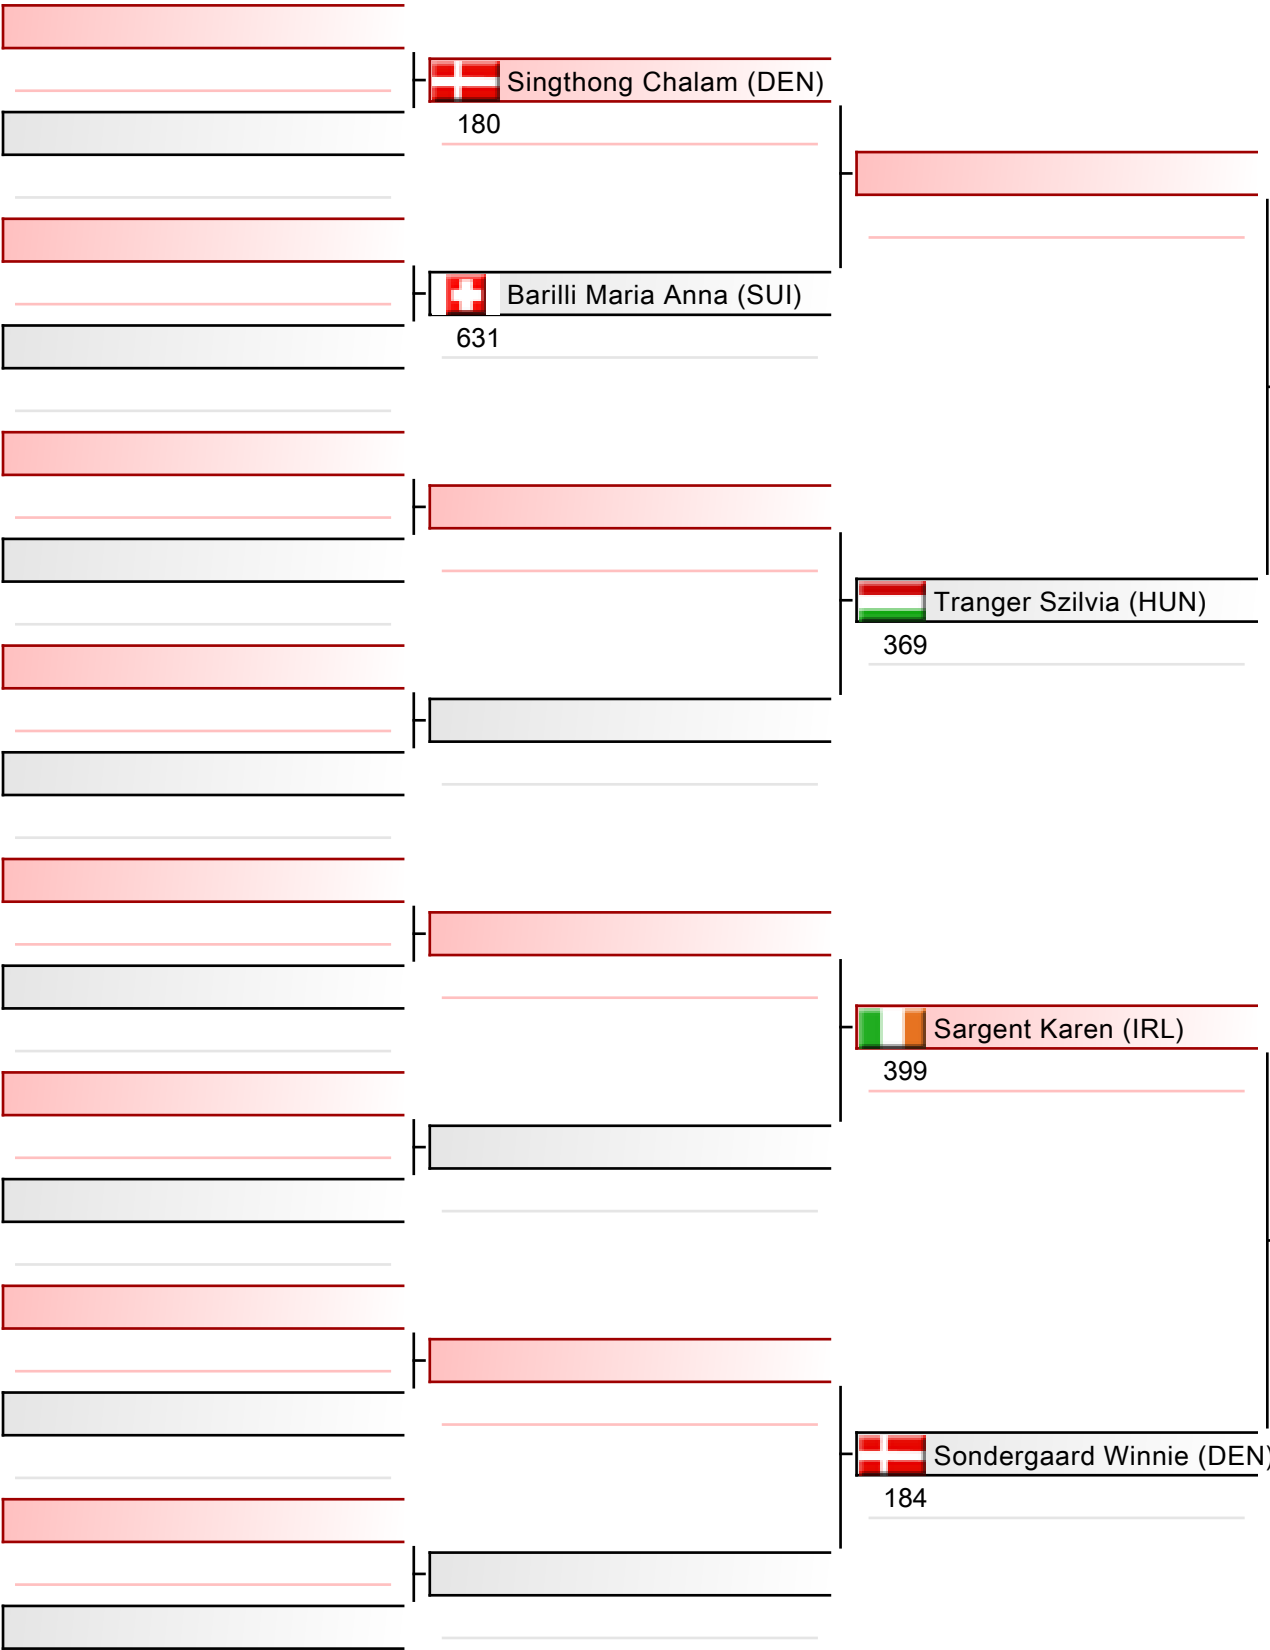 Singthong Chalam (DEN)
180
Barilli Maria Anna (SUI)
631
Tranger Szilvia (HUN)
369
Sargent Karen (IRL)
399
Sondergaard Winnie (DEN)
184